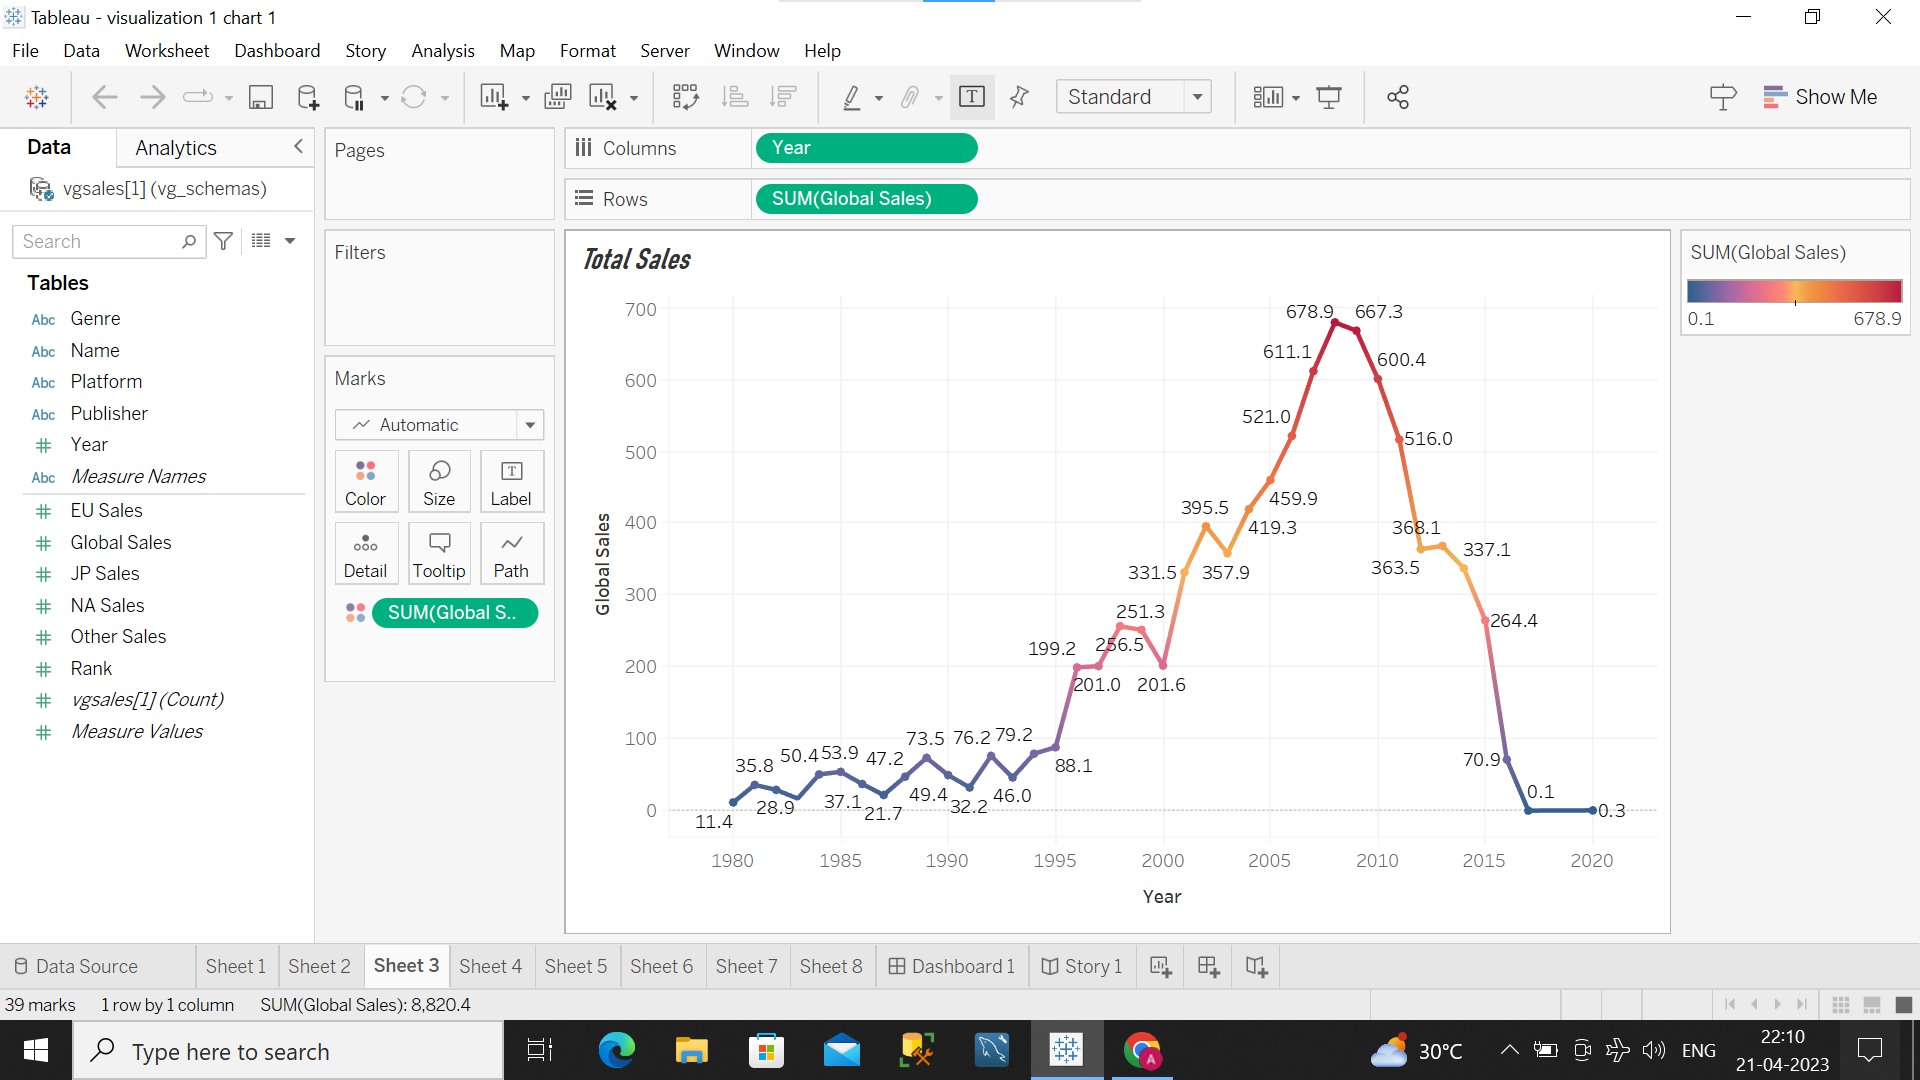 Tableau - visualization 1 chart 1
File Data Worksheet Dashboard Story Analysis Map Format Server Window Help
Standard
Show Me
Data Analytics
vgsales[1] (vg_schemas)
Search
Tables
Abc Genre
Abc Name
Abc Platform
Abc Publisher
# Year
Abc Measure Names
# EU Sales
# Global Sales
# JP Sales
# NA Sales
# Other Sales
# Rank
# vgsales[1] (Count)
# Measure Values
Pages
Filters
Marks
Automatic
Color Size Label
Detail Tooltip Path
SUM(Global S..
Columns Year
Rows SUM(Global Sales)
Total Sales
Global Sales
700
600
500
400
300
200
100
0
678.9 667.3
611.1
600.4
521.0
516.0
459.9
395.5
419.3
368.1
337.1
363.5
331.5
357.9
251.3
264.4
256.5
199.2
201.0
201.6
70.9
0.1
0.3
73.5
76.2
79.2
50.4
53.9
47.2
35.8
88.1
28.9
37.1
21.7
49.4
32.2
46.0
11.4
1980 1985 1990 1995 2000 2005 2010 2015 2020
Year
SUM(Global Sales)
0.1 678.9
Data Source Sheet 1 Sheet 2 Sheet 3 Sheet 4 Sheet 5 Sheet 6 Sheet 7 Sheet 8 Dashboard 1 Story 1
39 marks 1 row by 1 column SUM(Global Sales): 8,820.4
Type here to search
A
30°C
ENG
22:10
21-04-2023